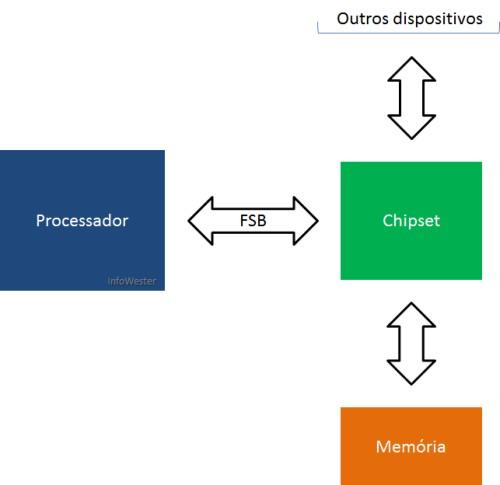 Outros dispositivos
Processador
FSB
Chipset
InfoWester
Memória